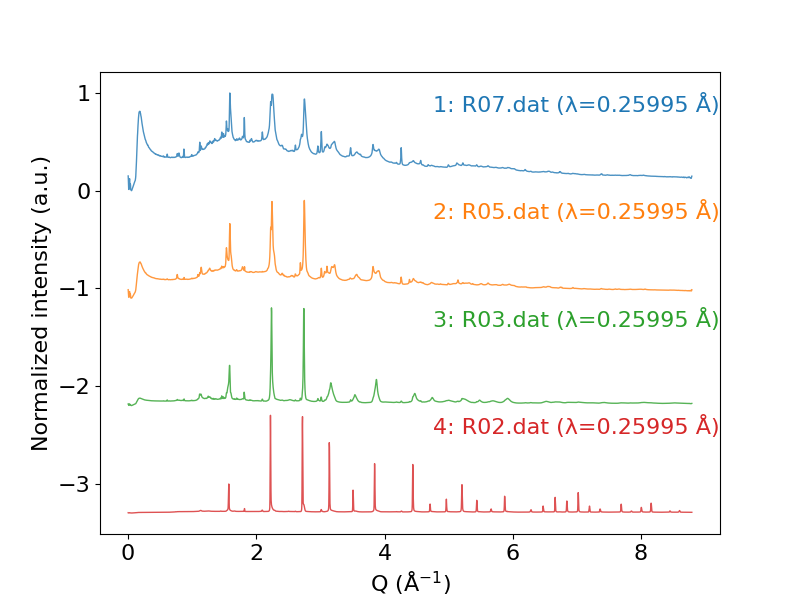 1: R07.dat (λ=0.25995 Å)
2: R05.dat (λ=0.25995 Å)
3: R03.dat (λ=0.25995 Å)
4: R02.dat (λ=0.25995 Å)
Normalized intensity (a.u.)
1
0
−1
−2
−3
0 2 4 6 8
Q (Å⁻¹)